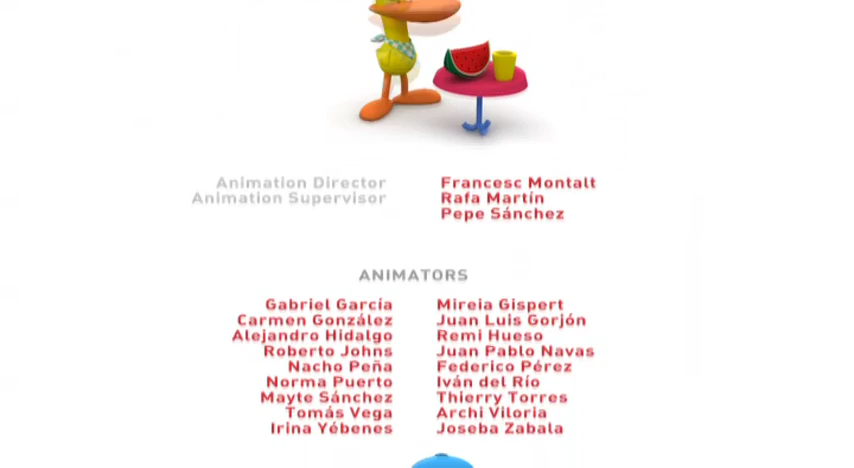 Animation Director Francesc Montalt
Animation Supervisor Rafa Martín
Pepe Sánchez
ANIMATORS
Gabriel García Mireia Gispert
Carmen González Juan Luis Gorjón
Alejandro Hidalgo Remi Hueso
Roberto Johns Juan Pablo Navas
Nacho Peña Federico Pérez
Norma Puerto Iván del Río
Mayte Sánchez Thierry Torres
Tomás Vega Archi Viloria
Irina Yébenes Joseba Zabala